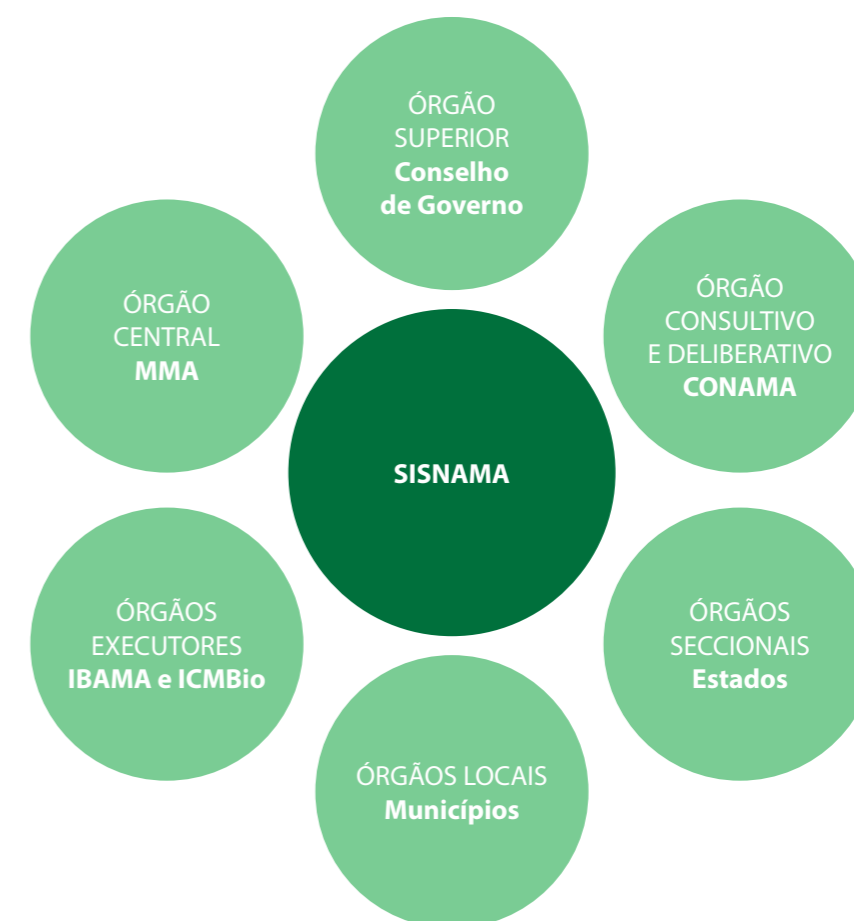 ÓRGÃO
SUPERIOR
Conselho
de Governo
ÓRGÃO
CENTRAL
MMA
ÓRGÃO
CONSULTIVO
E DELIBERATIVO
CONAMA
SISNAMA
ÓRGÃOS
EXECUTORES
IBAMA e ICMBio
ÓRGÃOS
SECCIONAIS
Estados
ÓRGÃOS LOCAIS
Municípios